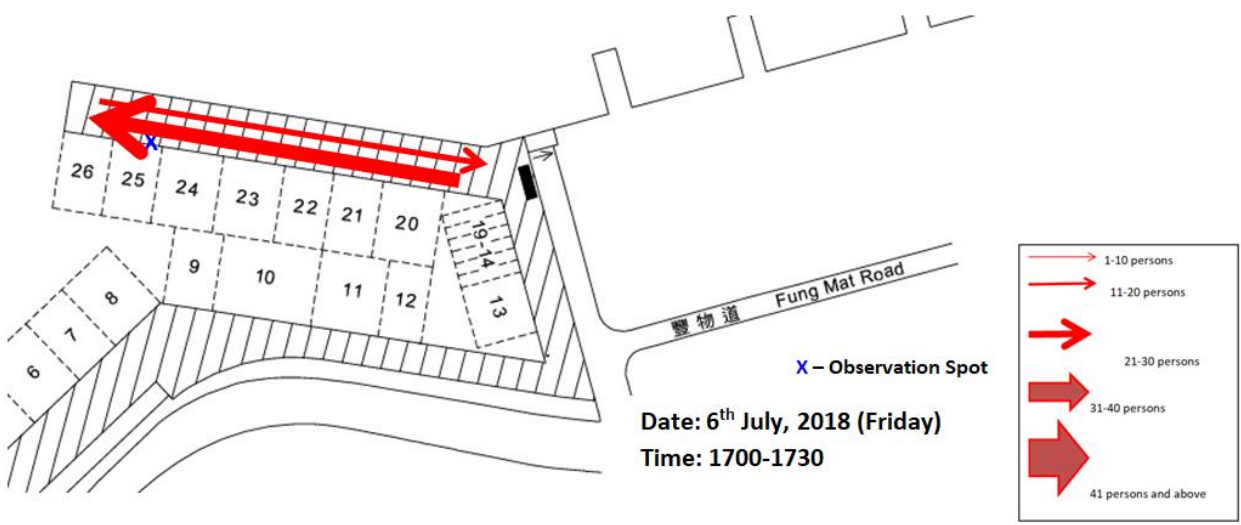 X
26
25
24
23
22
21
20
19-14
13
9
10
11
12
8
7
6
豐物道 Fung Mat Road
X – Observation Spot
Date: 6th July, 2018 (Friday)
Time: 1700-1730
1-10 persons
11-20 persons
21-30 persons
31-40 persons
41 persons and above